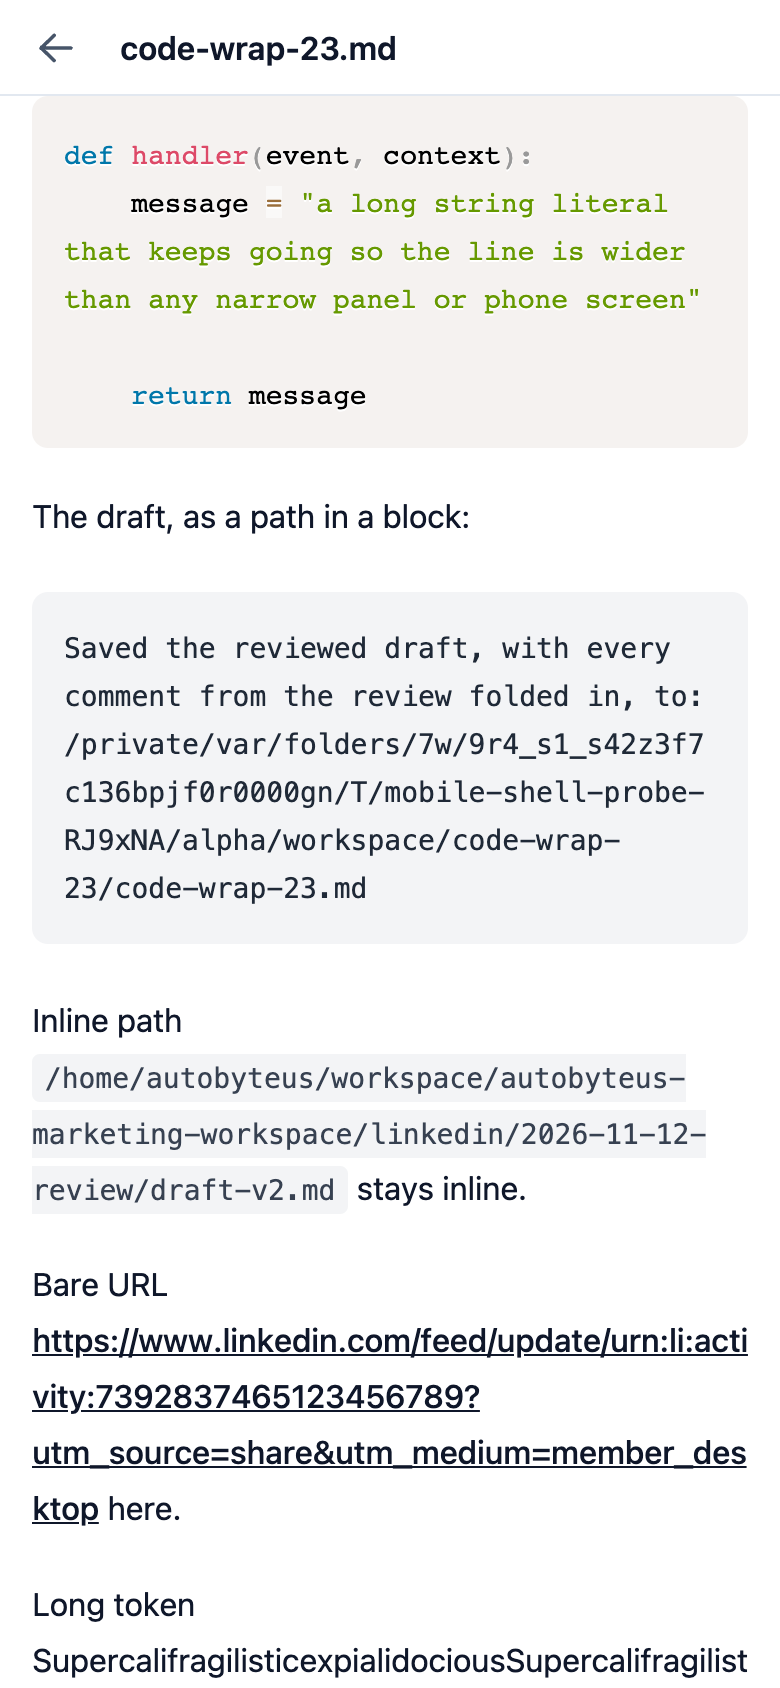 code-wrap-23.md
def handler(event, context):
    message = "a long string literal
that keeps going so the line is wider
than any narrow panel or phone screen"
    return message
The draft, as a path in a block:
Saved the reviewed draft, with every
comment from the review folded in, to:
/private/var/folders/7w/9r4_s1_s42z3f7
c136bpjf0r0000gn/T/mobile-shell-probe-
RJ9xNA/alpha/workspace/code-wrap-
23/code-wrap-23.md
Inline path
/home/autobyteus/workspace/autobyteus-
marketing-workspace/linkedin/2026-11-12-
review/draft-v2.md stays inline.
Bare URL
https://www.linkedin.com/feed/update/urn:li:acti
vity:7392837465123456789?
utm_source=share&utm_medium=member_des
ktop here.
Long token
SupercalifragilisticexpialidociousSupercalifragilist